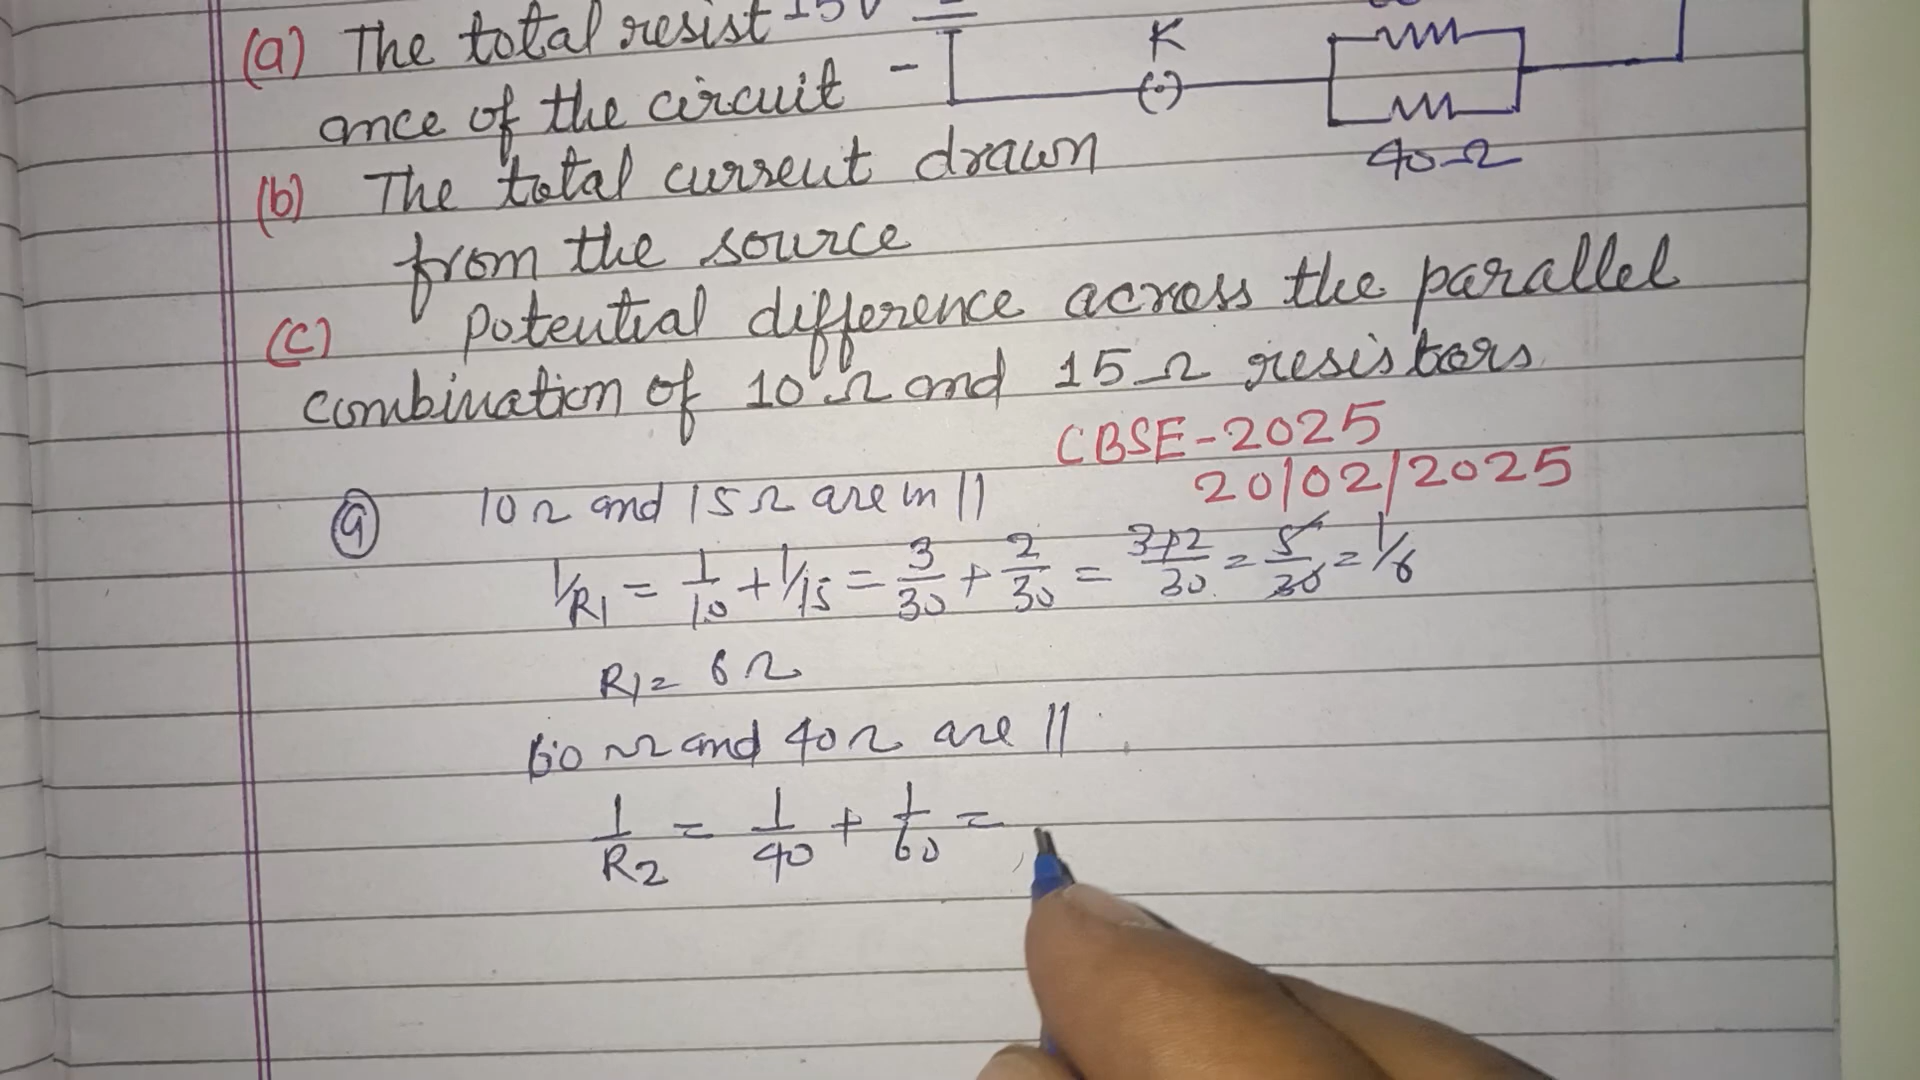 (a) The total resist 15V
ance of the circuit -
K
(·)
40Ω
(b) The total current drawn
from the source
(c) Potential difference across the parallel
combination of 10Ω and 15Ω resistors
CBSE-2025
20/02/2025
(a) 10Ω and 15Ω are in ||
1/R1 = 1/10 + 1/15 = 3/30 + 2/30 = 3+2/30 = 5/30 = 1/6
R1 = 6Ω
60Ω and 40Ω are ||
1/R2 = 1/40 + 1/60 =